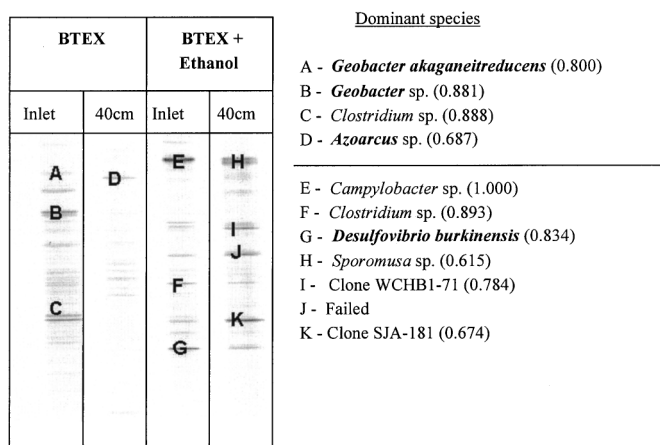 Dominant species
BTEX
BTEX +
Ethanol
Inlet
40cm
Inlet
40cm
A
B
C
D
E
F
G
H
I
J
K
A - Geobacter akaganeitreducens (0.800)
B - Geobacter sp. (0.881)
C - Clostridium sp. (0.888)
D - Azoarcus sp. (0.687)
E - Campylobacter sp. (1.000)
F - Clostridium sp. (0.893)
G - Desulfovibrio burkinensis (0.834)
H - Sporomusa sp. (0.615)
I - Clone WCHB1-71 (0.784)
J - Failed
K - Clone SJA-181 (0.674)